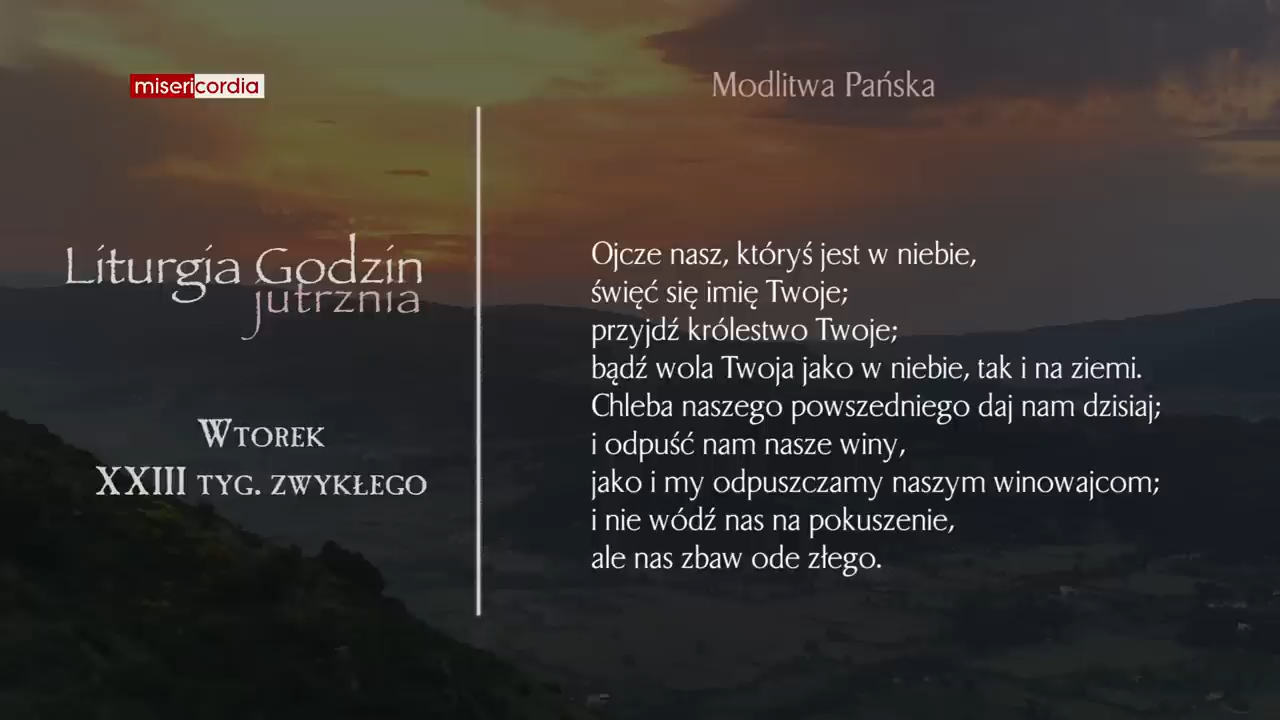 misericordia
Modlitwa Pańska
Liturgia Godzin
jutrznia
Wtorek
XXIII tyg. zwykłego
Ojcze nasz, któryś jest w niebie,
święć się imię Twoje;
przyjdź królestwo Twoje;
bądź wola Twoja jako w niebie, tak i na ziemi.
Chleba naszego powszedniego daj nam dzisiaj;
i odpuść nam nasze winy,
jako i my odpuszczamy naszym winowajcom;
i nie wódź nas na pokuszenie,
ale nas zbaw ode złego.